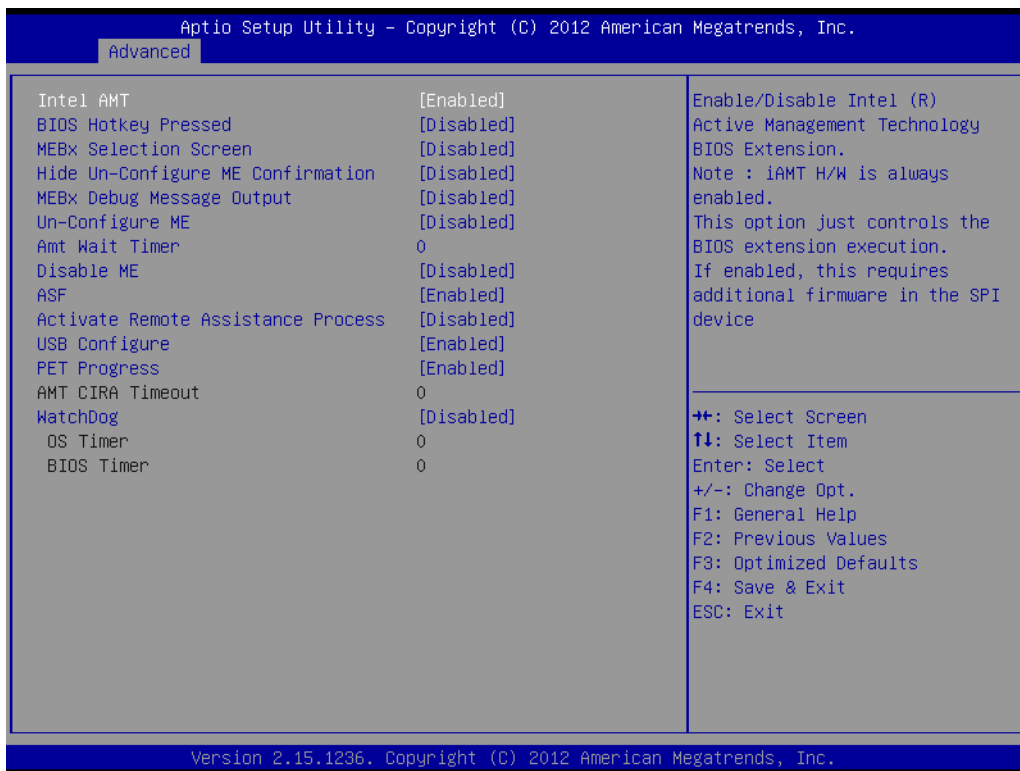 Aptio Setup Utility – Copyright (C) 2012 American Megatrends, Inc.
Advanced
Intel AMT [Enabled]
BIOS Hotkey Pressed [Disabled]
MEBx Selection Screen [Disabled]
Hide Un-Configure ME Confirmation [Disabled]
MEBx Debug Message Output [Disabled]
Un-Configure ME [Disabled]
Amt Wait Timer 0
Disable ME [Disabled]
ASF [Enabled]
Activate Remote Assistance Process [Disabled]
USB Configure [Enabled]
PET Progress [Enabled]
AMT CIRA Timeout 0
WatchDog [Disabled]
OS Timer 0
BIOS Timer 0
Enable/Disable Intel (R)
Active Management Technology
BIOS Extension.
Note : iAMT H/W is always
enabled.
This option just controls the
BIOS extension execution.
If enabled, this requires
additional firmware in the SPI
device
→←: Select Screen
↑↓: Select Item
Enter: Select
+/-: Change Opt.
F1: General Help
F2: Previous Values
F3: Optimized Defaults
F4: Save & Exit
ESC: Exit
Version 2.15.1236. Copyright (C) 2012 American Megatrends, Inc.